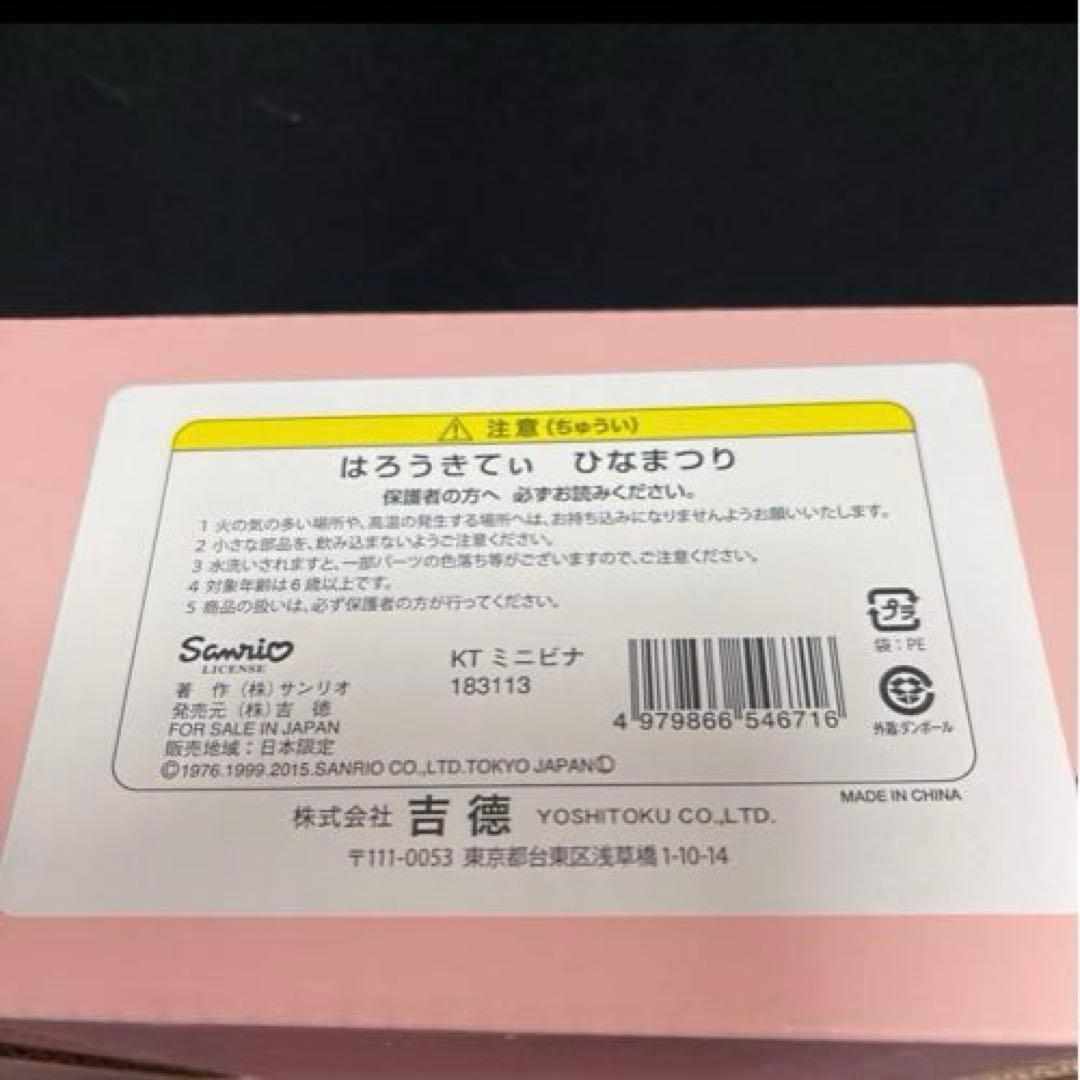 注意(ちゅうい)
はろうきてぃ ひなまつり
保護者の方へ 必ずお読みください。
1 火の気の多い場所や、高温の発生する場所へは、お持ち込みになりませんようお願いいたします。
2 小さな部品を、飲み込まないようご注意ください。
3 水洗いされますと、一部パーツの色落ち等がございますので、ご注意ください。
4 対象年齢は6歳以上です。
5 商品の扱いは、必ず保護者の方が行ってください。
Sanrio
LICENSE
著 作 (株)サンリオ
発売元 (株)吉 徳
FOR SALE IN JAPAN
販売地域:日本限定
©1976.1999.2015.SANRIO CO.,LTD.TOKYO JAPANⓁ
KT ミニビナ
183113
4 979866 546716
プラ
袋:PE
外箱:ダンボール
MADE IN CHINA
株式会社 吉徳 YOSHITOKU CO.,LTD.
〒111-0053 東京都台東区浅草橋1-10-14